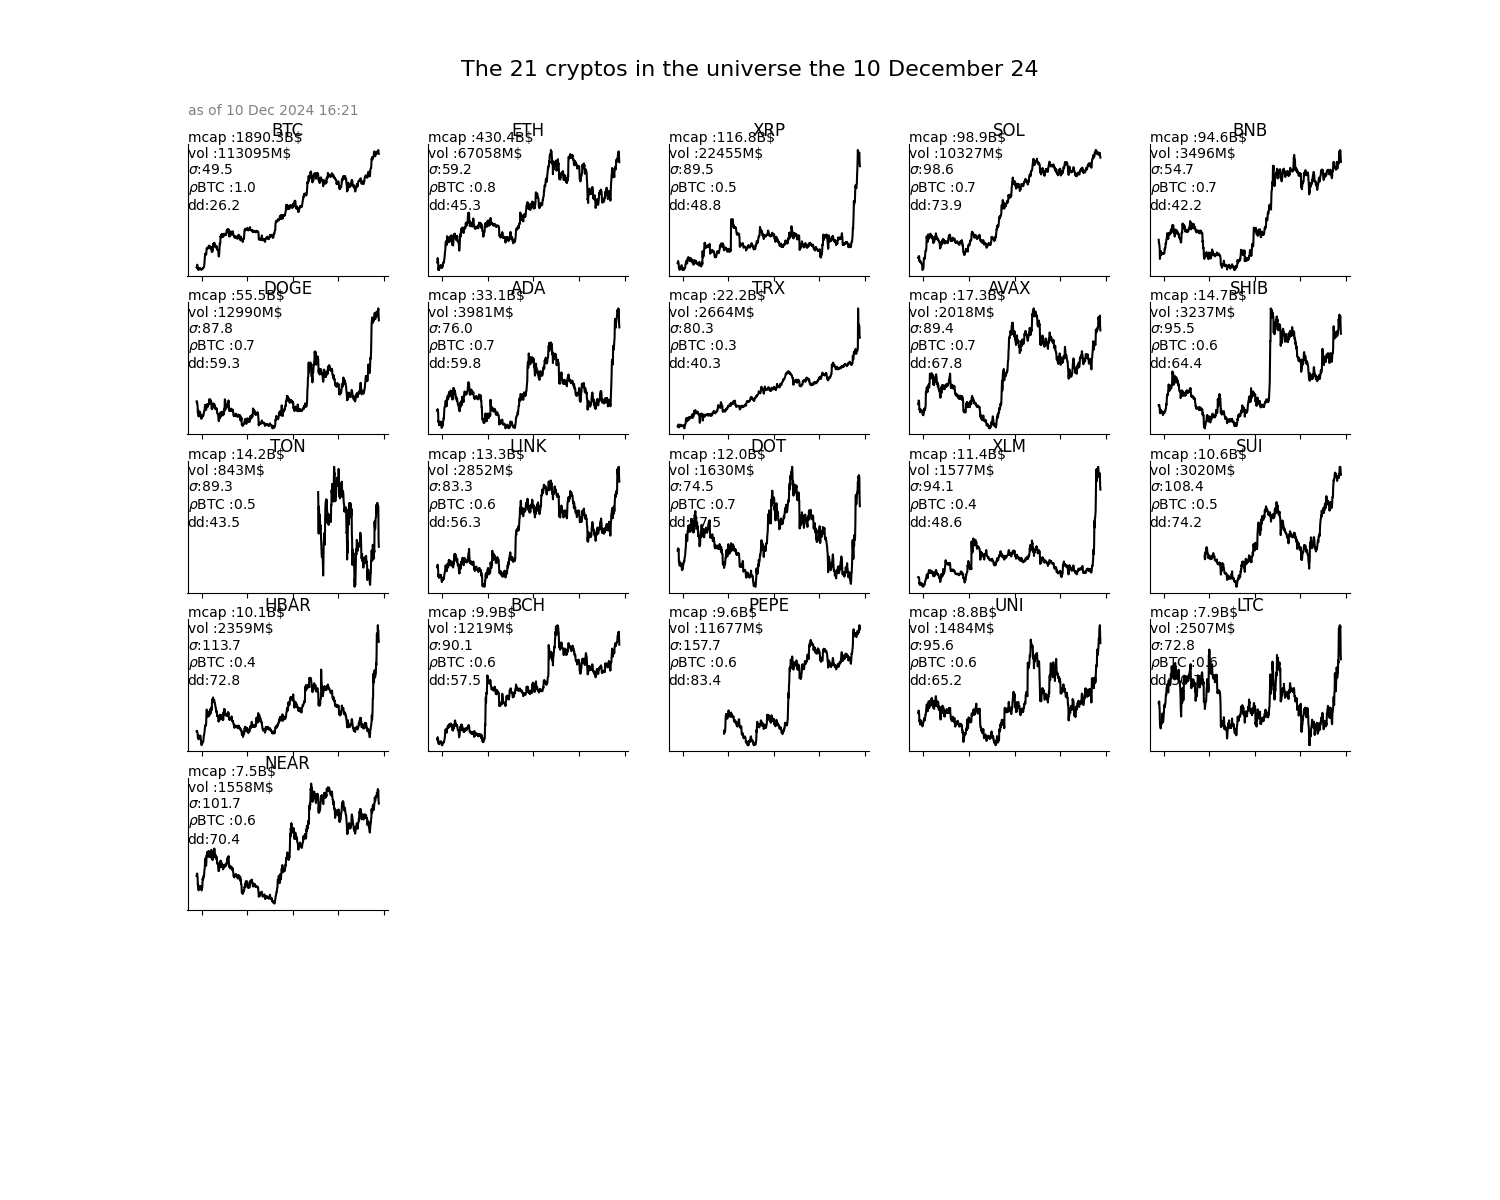 The 21 cryptos in the universe the 10 December 24
as of 10 Dec 2024 16:21
BTC
mcap :1890.3B$
vol :113095M$
σ:49.5
ρBTC :1.0
dd:26.2
ETH
mcap :430.4B$
vol :67058M$
σ:59.2
ρBTC :0.8
dd:45.3
XRP
mcap :116.8B$
vol :22455M$
σ:89.5
ρBTC :0.5
dd:48.8
SOL
mcap :98.9B$
vol :10327M$
σ:98.6
ρBTC :0.7
dd:73.9
BNB
mcap :94.6B$
vol :3496M$
σ:54.7
ρBTC :0.7
dd:42.2
DOGE
mcap :55.5B$
vol :12990M$
σ:87.8
ρBTC :0.7
dd:59.3
ADA
mcap :33.1B$
vol :3981M$
σ:76.0
ρBTC :0.7
dd:59.8
TRX
mcap :22.2B$
vol :2664M$
σ:80.3
ρBTC :0.3
dd:40.3
AVAX
mcap :17.3B$
vol :2018M$
σ:89.4
ρBTC :0.7
dd:67.8
SHIB
mcap :14.7B$
vol :3237M$
σ:95.5
ρBTC :0.6
dd:64.4
TON
mcap :14.2B$
vol :843M$
σ:89.3
ρBTC :0.5
dd:43.5
LINK
mcap :13.3B$
vol :2852M$
σ:83.3
ρBTC :0.6
dd:56.3
DOT
mcap :12.0B$
vol :1630M$
σ:74.5
ρBTC :0.7
XLM
mcap :11.4B$
vol :1577M$
σ:94.1
ρBTC :0.4
dd:48.6
SUI
mcap :10.6B$
vol :3020M$
σ:108.4
ρBTC :0.5
dd:74.2
HBAR
mcap :10.1B$
vol :2359M$
σ:113.7
ρBTC :0.4
dd:72.8
BCH
mcap :9.9B$
vol :1219M$
σ:90.1
ρBTC :0.6
dd:57.5
PEPE
mcap :9.6B$
vol :11677M$
σ:157.7
ρBTC :0.6
dd:83.4
UNI
mcap :8.8B$
vol :1484M$
σ:95.6
ρBTC :0.6
dd:65.2
LTC
mcap :7.9B$
vol :2507M$
σ:72.8
ρBTC :0.6
NEAR
mcap :7.5B$
vol :1558M$
σ:101.7
ρBTC :0.6
dd:70.4